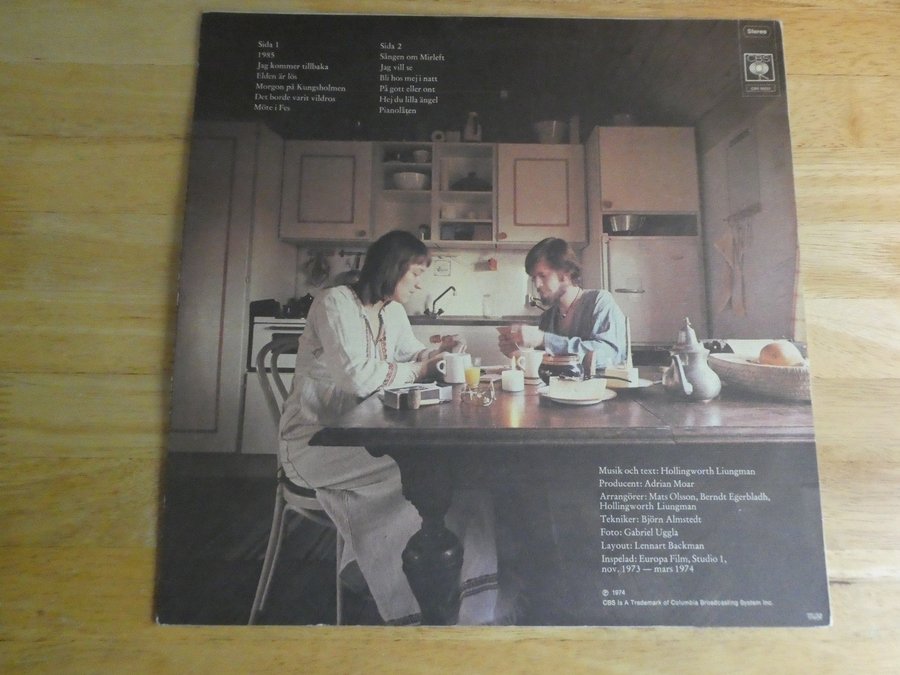 Sida 1
1985
Jag kommer tillbaka
Elden är lös
Morgon på Kungsholmen
Det borde varit vildros
Möte i Fes
Sida 2
Sången om Mirleft
Jag vill se
Bli hos mej i natt
På gott eller ont
Hej du lilla ängel
Pianolåten
Stereo
CBS
Musik och text: Hollingworth Liungman
Producent: Adrian Moar
Arrangörer: Mats Olsson, Berndt Egerbladh,
Hollingworth Liungman
Tekniker: Björn Almstedt
Foto: Gabriel Uggla
Layout: Lennart Backman
Inspelad: Europa Film, Studio 1,
nov. 1973 — mars 1974
℗ 1974
CBS Is A Trademark of Columbia Broadcasting System Inc.